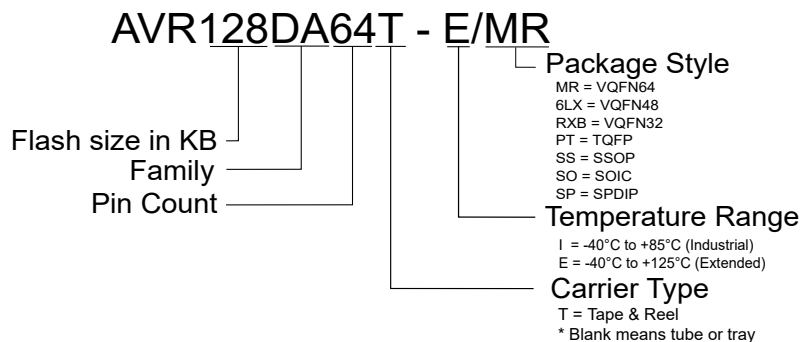 AVR128DA64T - E/MR
Package Style
MR = VQFN64
6LX = VQFN48
RXB = VQFN32
PT = TQFP
SS = SSOP
SO = SOIC
SP = SPDIP
Flash size in KB
Family
Pin Count
Temperature Range
I = -40°C to +85°C (Industrial)
E = -40°C to +125°C (Extended)
Carrier Type
T = Tape & Reel
* Blank means tube or tray